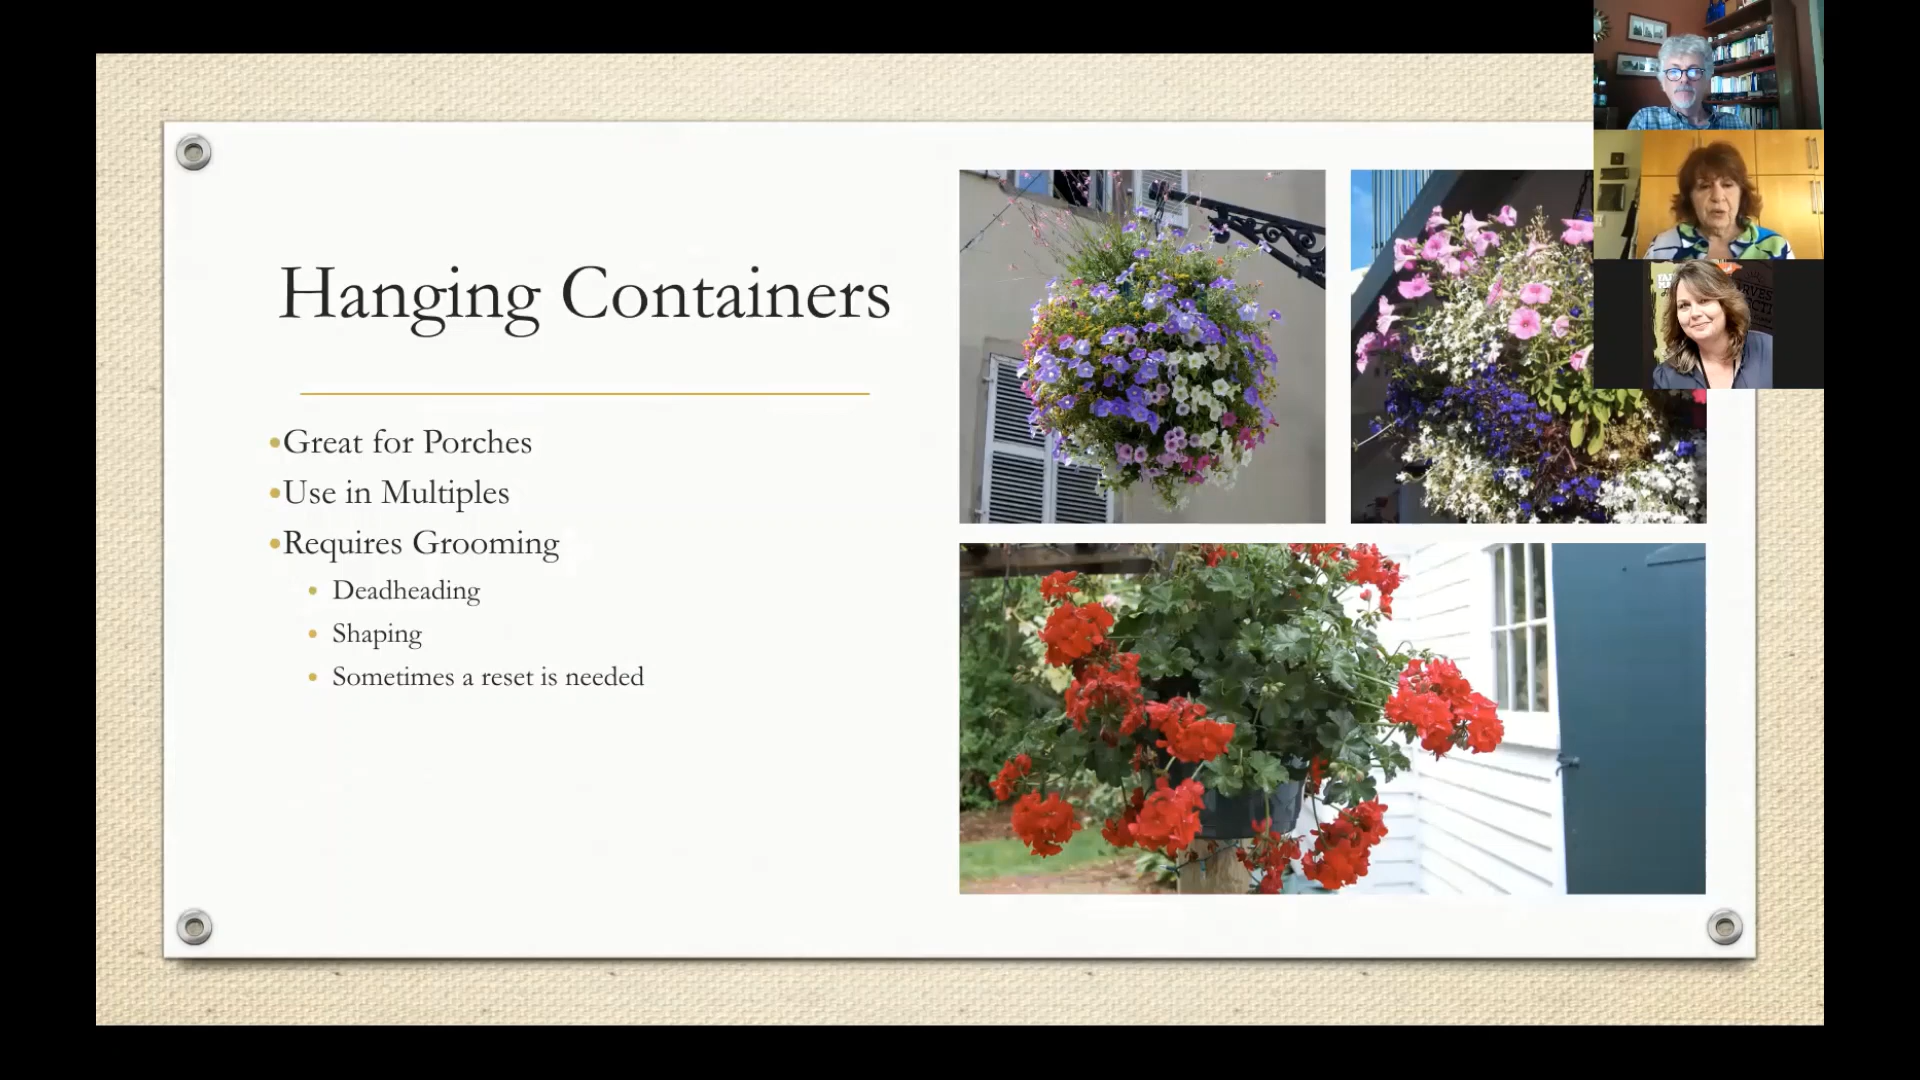 Hanging Containers
•Great for Porches
•Use in Multiples
•Requires Grooming
• Deadheading
• Shaping
• Sometimes a reset is needed